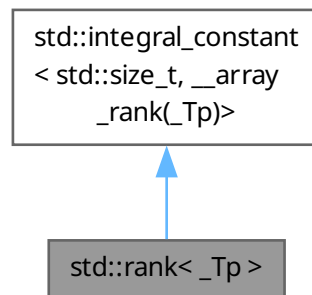 std::integral_constant
< std::size_t, __array
_rank(_Tp)>
std::rank< _Tp >